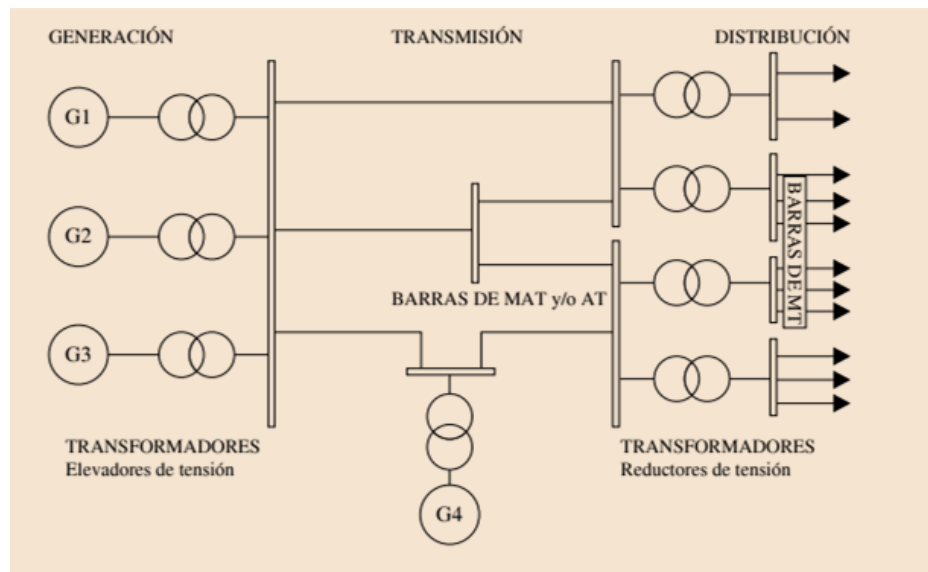 GENERACIÓN
TRANSMISIÓN
DISTRIBUCIÓN
G1
G2
BARRAS DE MT
BARRAS DE MAT y/o AT
G3
TRANSFORMADORES
Elevadores de tensión
TRANSFORMADORES
Reductores de tensión
G4